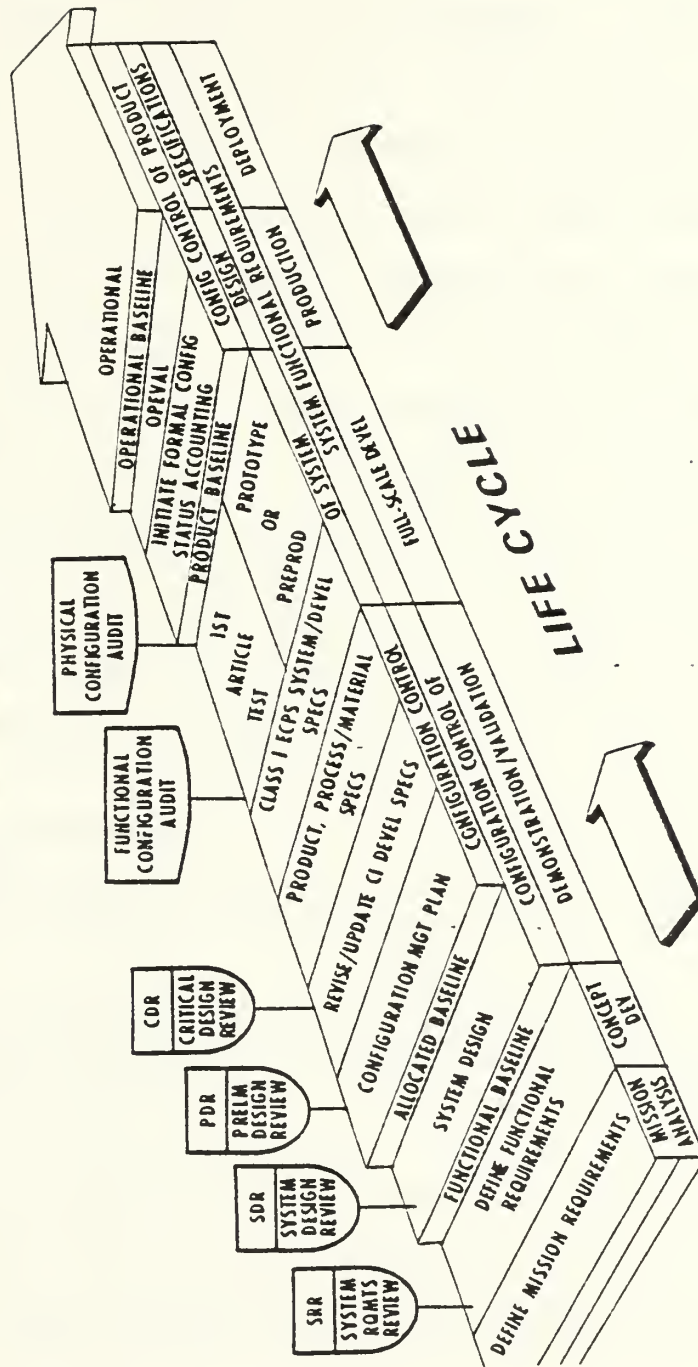 SRR
SYSTEM
RQMTS
REVIEW
SDR
SYSTEM
DESIGN
REVIEW
PDR
PRELM
DESIGN
REVIEW
CDR
CRITICAL
DESIGN
REVIEW
FUNCTIONAL
CONFIGURATION
AUDIT
PHYSICAL
CONFIGURATION
AUDIT
DEFINE MISSION REQUIREMENTS
DEFINE FUNCTIONAL
REQUIREMENTS
FUNCTIONAL BASELINE
SYSTEM DESIGN
ALLOCATED BASELINE
CONFIGURATION MGT PLAN
REVISE/UPDATE CI DEVEL SPECS
PRODUCT, PROCESS/MATERIAL
SPECS
CLASS I ECPS SYSTEM/DEVEL
SPECS
1ST
ARTICLE
TEST
PROTOTYPE
OR
PREPROD
PRODUCT BASELINE
INITIATE FORMAL CONFIG
STATUS ACCOUNTING
OPEVAL
OPERATIONAL BASELINE
OPERATIONAL
CONFIGURATION CONTROL OF SYSTEM DESIGN
CONFIG CONTROL OF PRODUCT
SPECIFICATIONS
CONFIGURATION CONTROL OF SYSTEM FUNCTIONAL REQUIREMENTS
MISSION
ANALYSIS
CONCEPT
DEV
DEMONSTRATION/VALIDATION
FULL-SCALE DEVEL
PRODUCTION
DEPLOYMENT
LIFE CYCLE